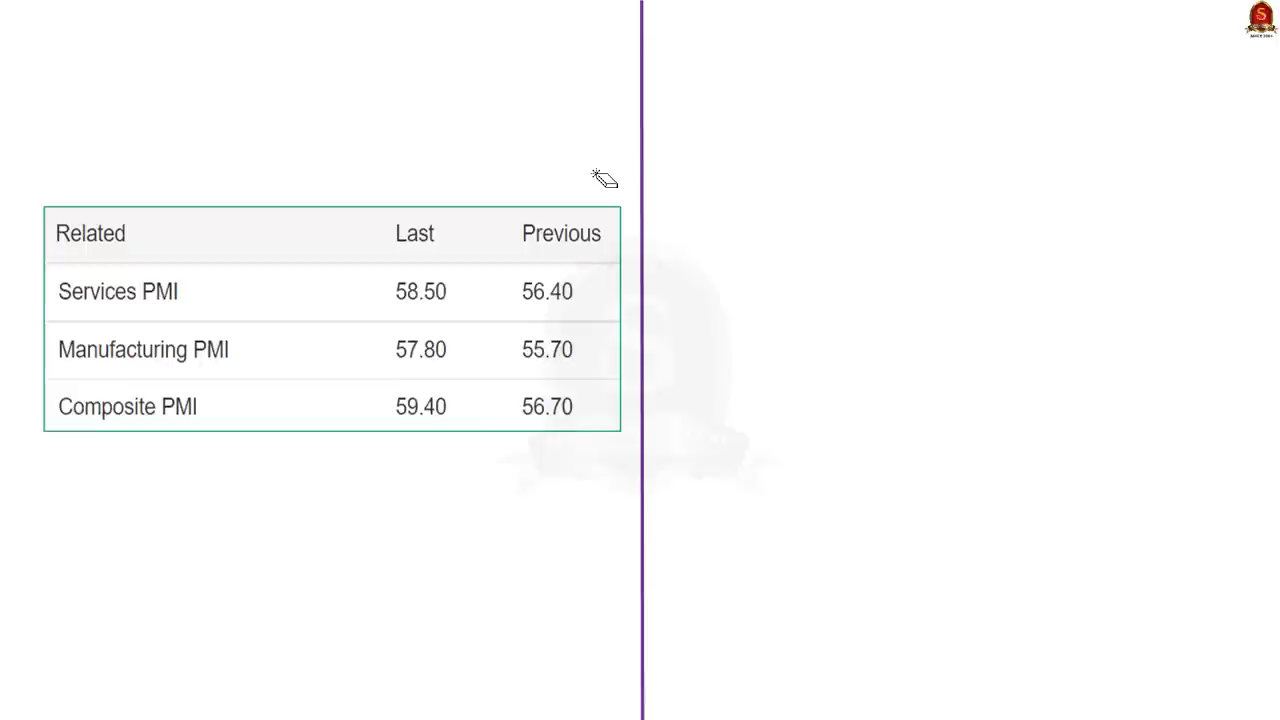 Related Last Previous
Services PMI 58.50 56.40
Manufacturing PMI 57.80 55.70
Composite PMI 59.40 56.70
S